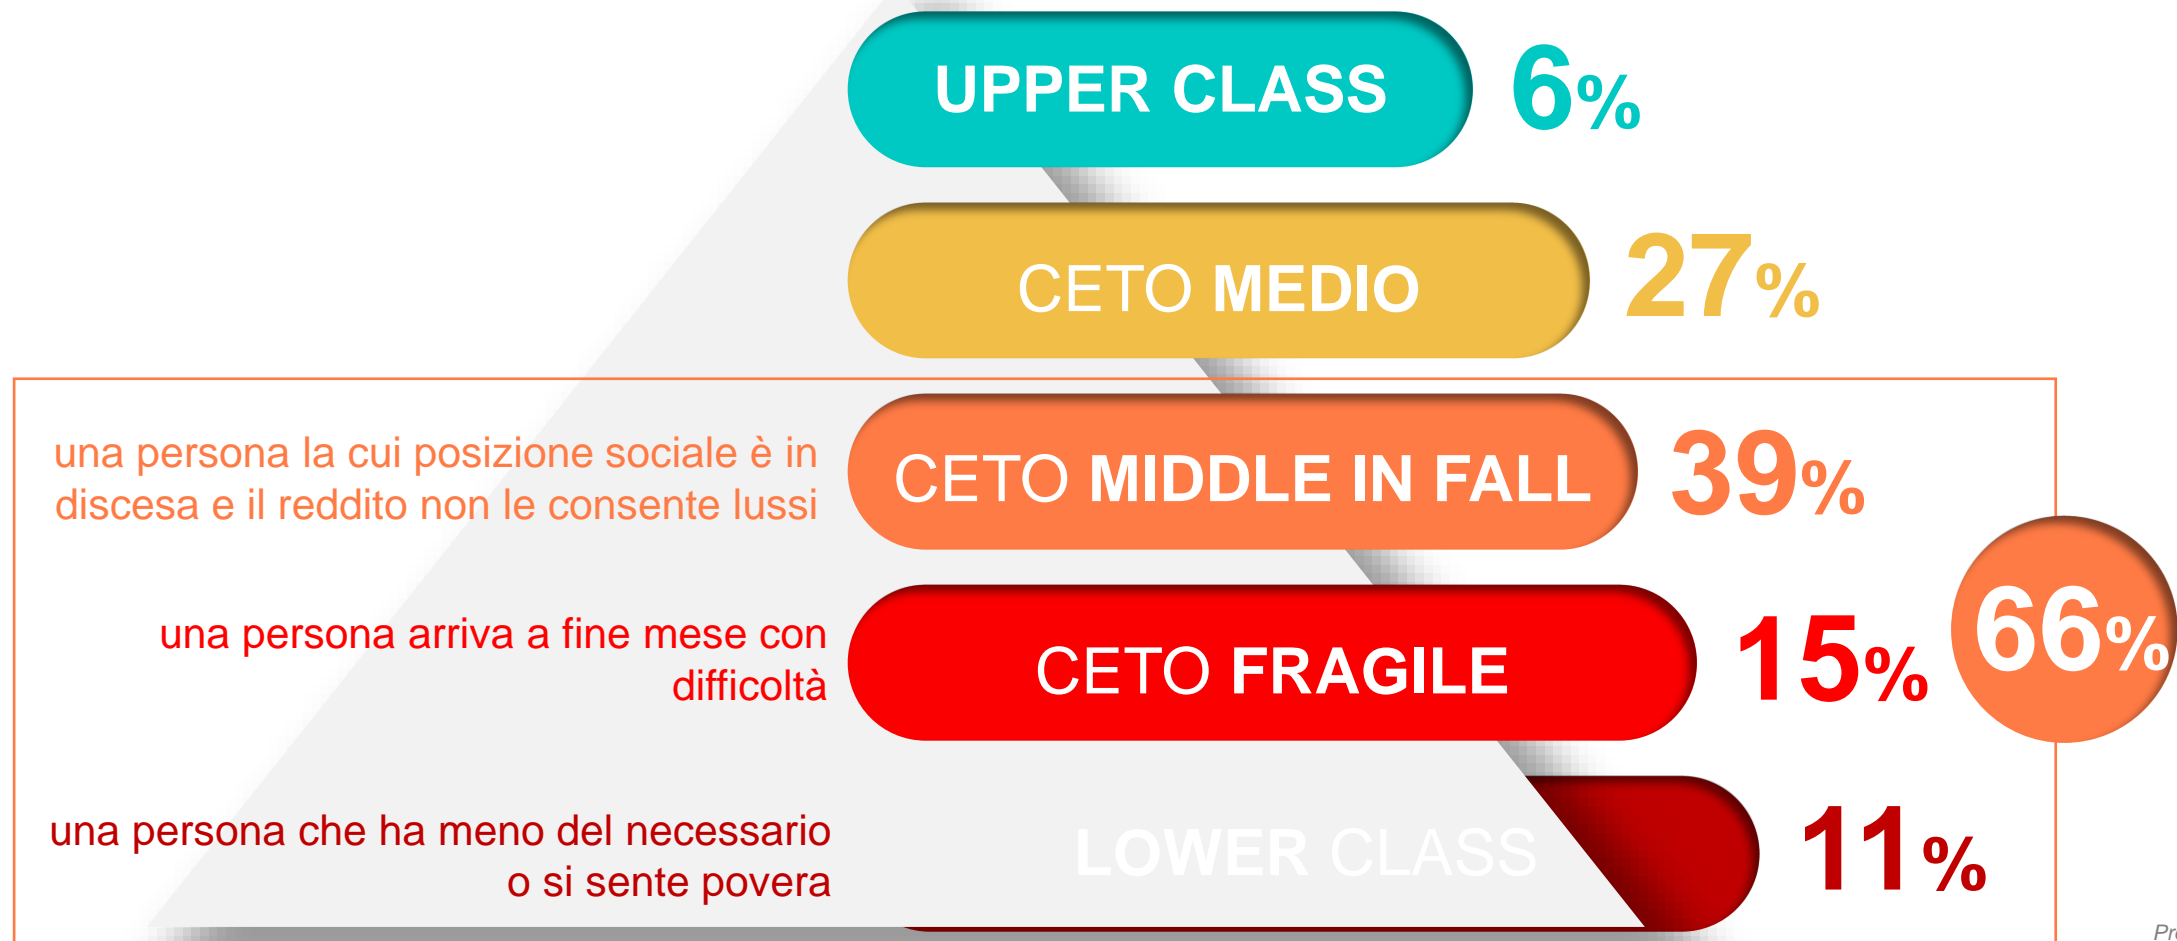 UPPER CLASS 6%
CETO MEDIO 27%
una persona la cui posizione sociale è in
discesa e il reddito non le consente lussi
CETO MIDDLE IN FALL 39%
una persona arriva a fine mese con
difficoltà
CETO FRAGILE 15%
66%
una persona che ha meno del necessario
o si sente povera
LOWER CLASS 11%